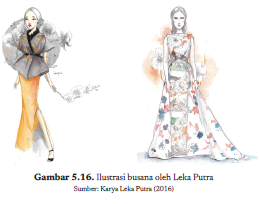 Gambar 5.16. Ilustrasi busana oleh Leka Putra
Sumber: Karya Leka Putra (2016)